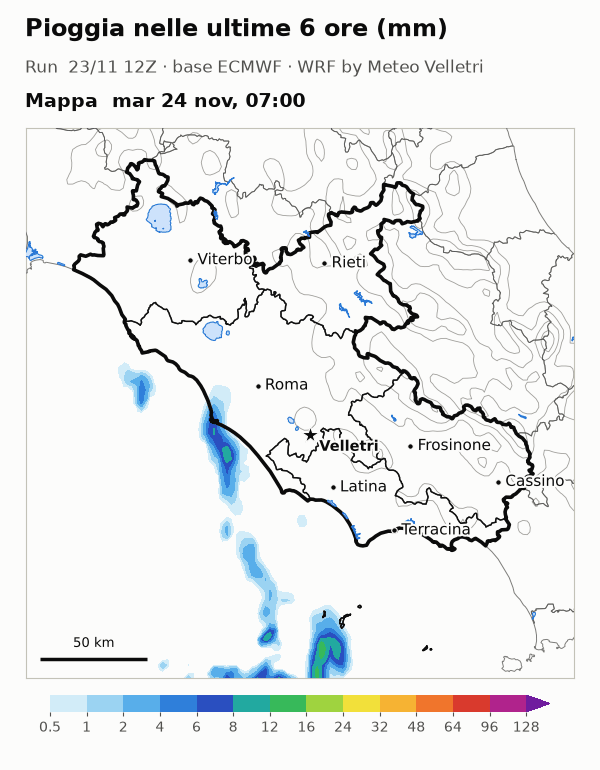 Pioggia nelle ultime 6 ore (mm)
Run  23/11 12Z · base ECMWF · WRF by Meteo Velletri
Mappa  mar 24 nov, 07:00
Viterbo
Rieti
Roma
Velletri
Frosinone
Cassino
Latina
Terracina
50 km
0.5 1 2 4 6 8 12 16 24 32 48 64 96 128